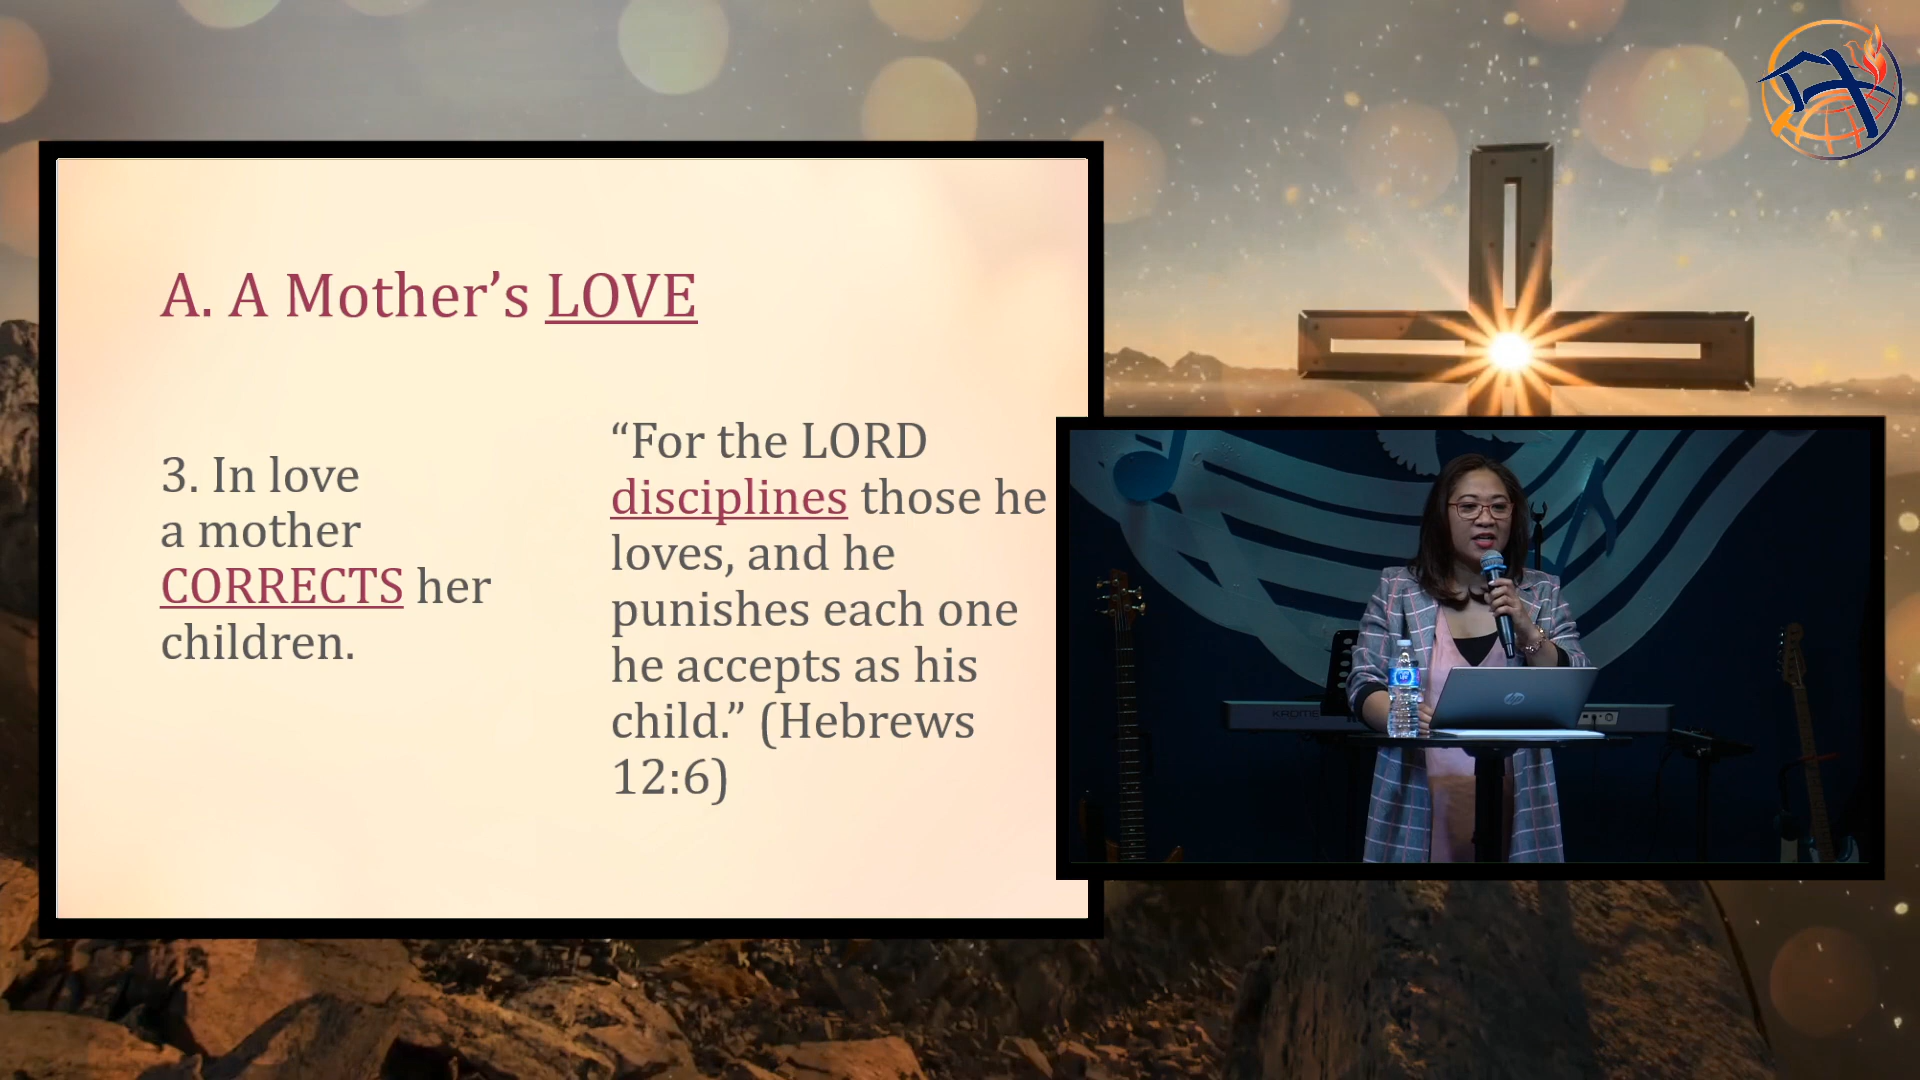 A. A Mother’s LOVE
3. In love
a mother
CORRECTS her
children.
“For the LORD
disciplines those he
loves, and he
punishes each one
he accepts as his
child.” (Hebrews
12:6)
hp